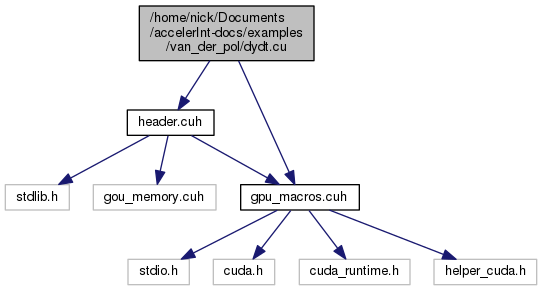 /home/nick/Documents
/accelerInt-docs/examples
/van_der_pol/dydt.cu
header.cuh
stdlib.h
gou_memory.cuh
gpu_macros.cuh
stdio.h
cuda.h
cuda_runtime.h
helper_cuda.h